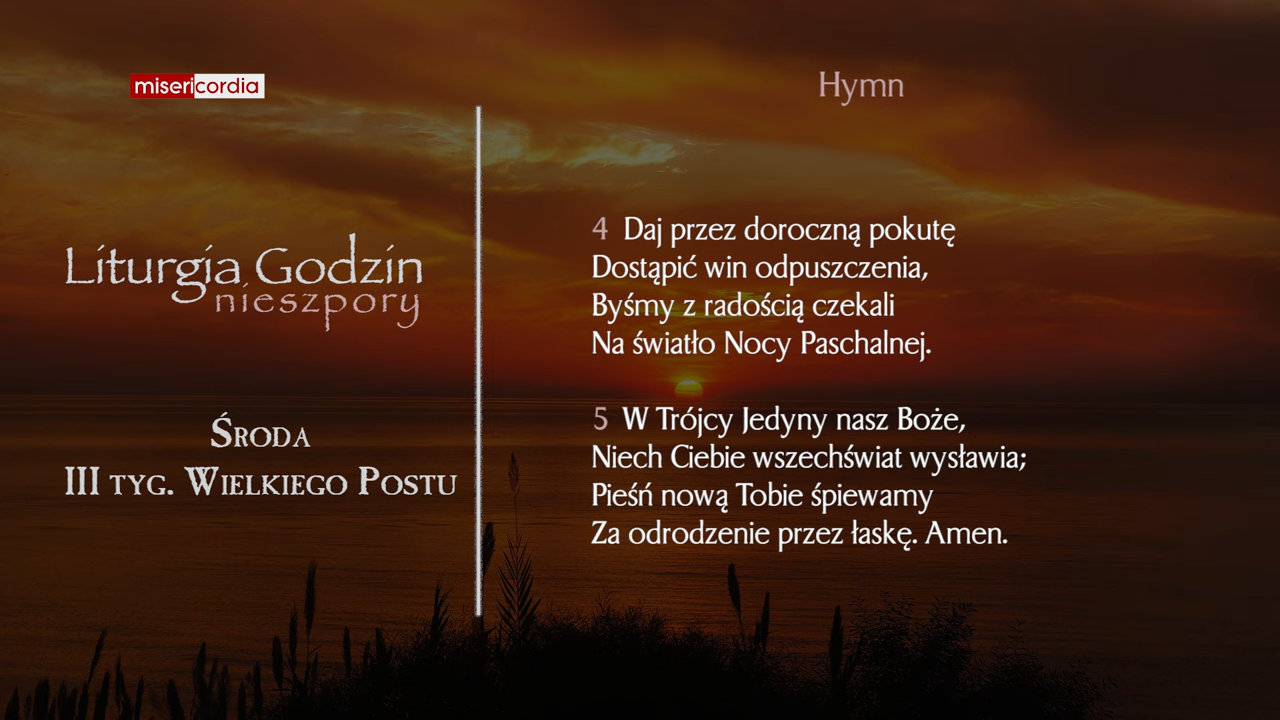 misericordia
Liturgia Godzin
nieszpory
Środa
III tyg. Wielkiego Postu
Hymn
4 Daj przez doroczną pokutę
Dostąpić win odpuszczenia,
Byśmy z radością czekali
Na światło Nocy Paschalnej.
5 W Trójcy Jedyny nasz Boże,
Niech Ciebie wszechświat wysławia;
Pieśń nową Tobie śpiewamy
Za odrodzenie przez łaskę. Amen.